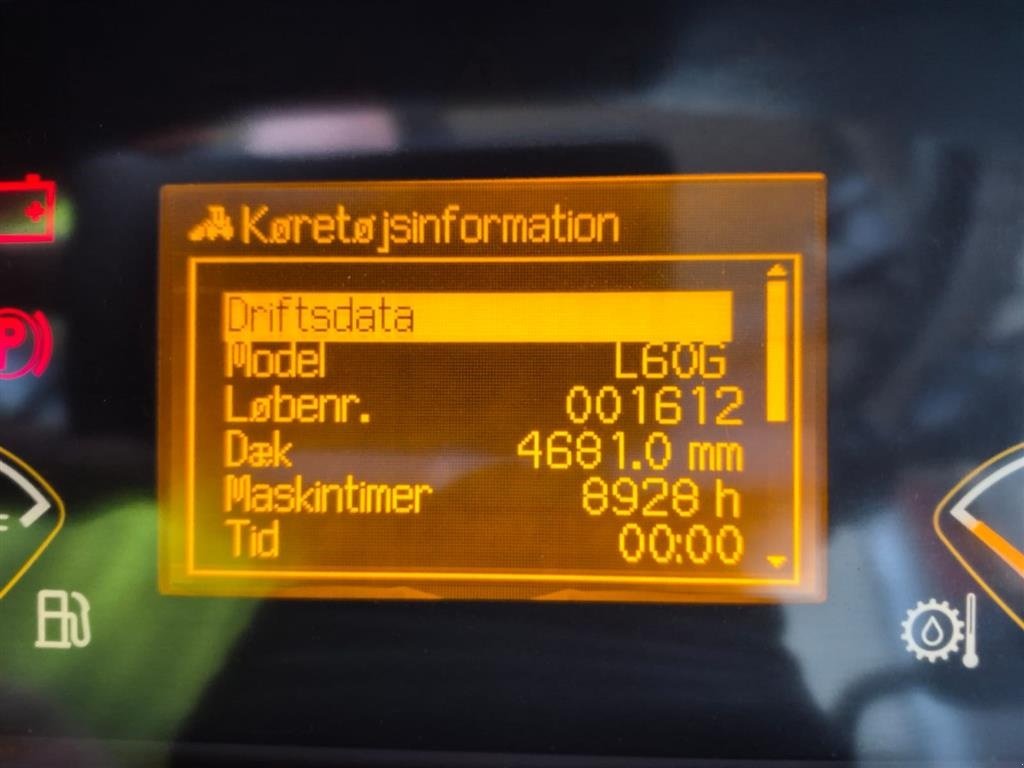 Køretøjsinformation
Driftsdata
Model L60G
Løbenr. 001612
Dæk 4681.0 mm
Maskintimer 8928 h
Tid 00:00
P